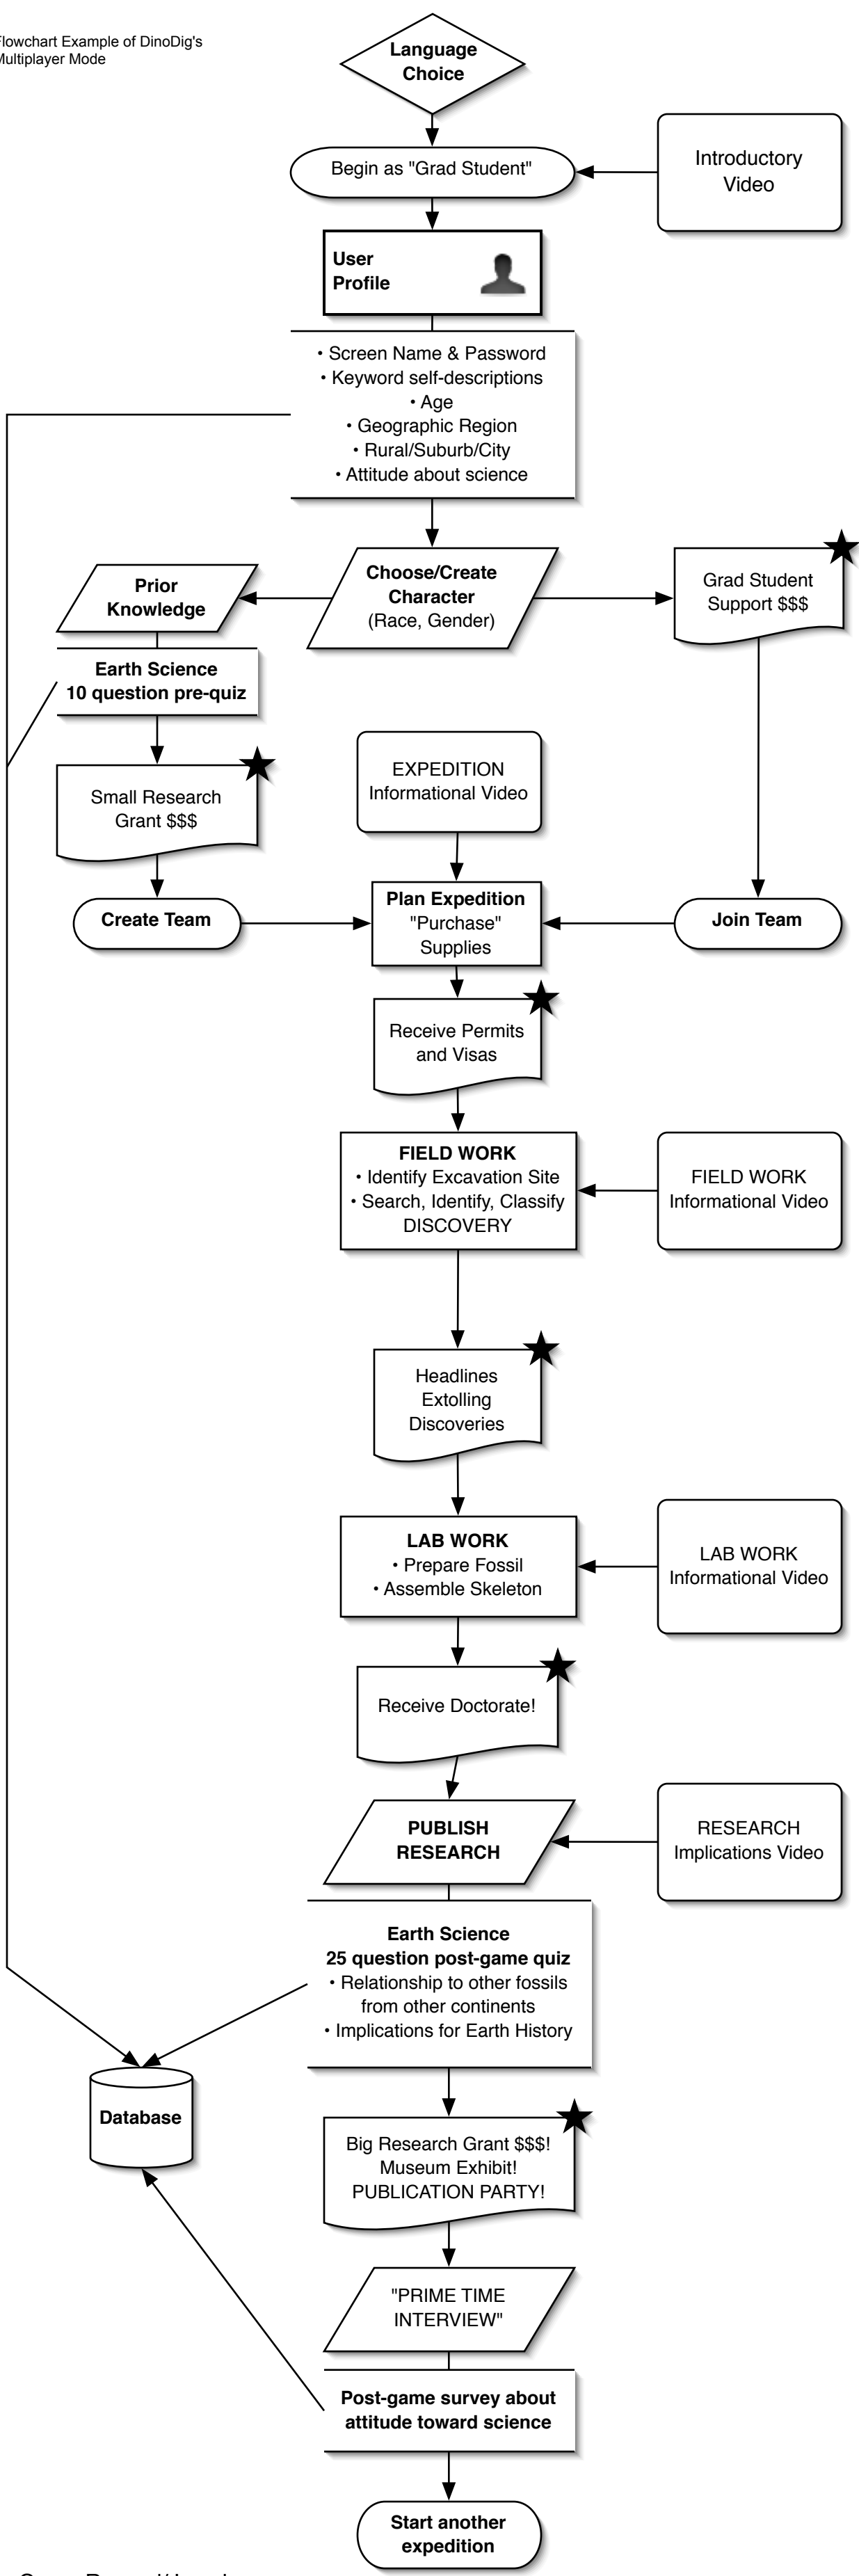 Flowchart Example of DinoDig's
Multiplayer Mode
Language
Choice
Begin as "Grad Student"
Introductory
Video
User
Profile
• Screen Name & Password
• Keyword self-descriptions
• Age
• Geographic Region
• Rural/Suburb/City
• Attitude about science
Choose/Create
Character
(Race, Gender)
Prior
Knowledge
Grad Student
Support $$$
Earth Science
10 question pre-quiz
Small Research
Grant $$$
EXPEDITION
Informational Video
Create Team
Plan Expedition
"Purchase"
Supplies
Join Team
Receive Permits
and Visas
FIELD WORK
• Identify Excavation Site
• Search, Identify, Classify
DISCOVERY
FIELD WORK
Informational Video
Headlines
Extolling
Discoveries
LAB WORK
• Prepare Fossil
• Assemble Skeleton
LAB WORK
Informational Video
Receive Doctorate!
PUBLISH
RESEARCH
RESEARCH
Implications Video
Earth Science
25 question post-game quiz
• Relationship to other fossils
from other continents
• Implications for Earth History
Database
Big Research Grant $$$!
Museum Exhibit!
PUBLICATION PARTY!
"PRIME TIME
INTERVIEW"
Post-game survey about
attitude toward science
Start another
expedition